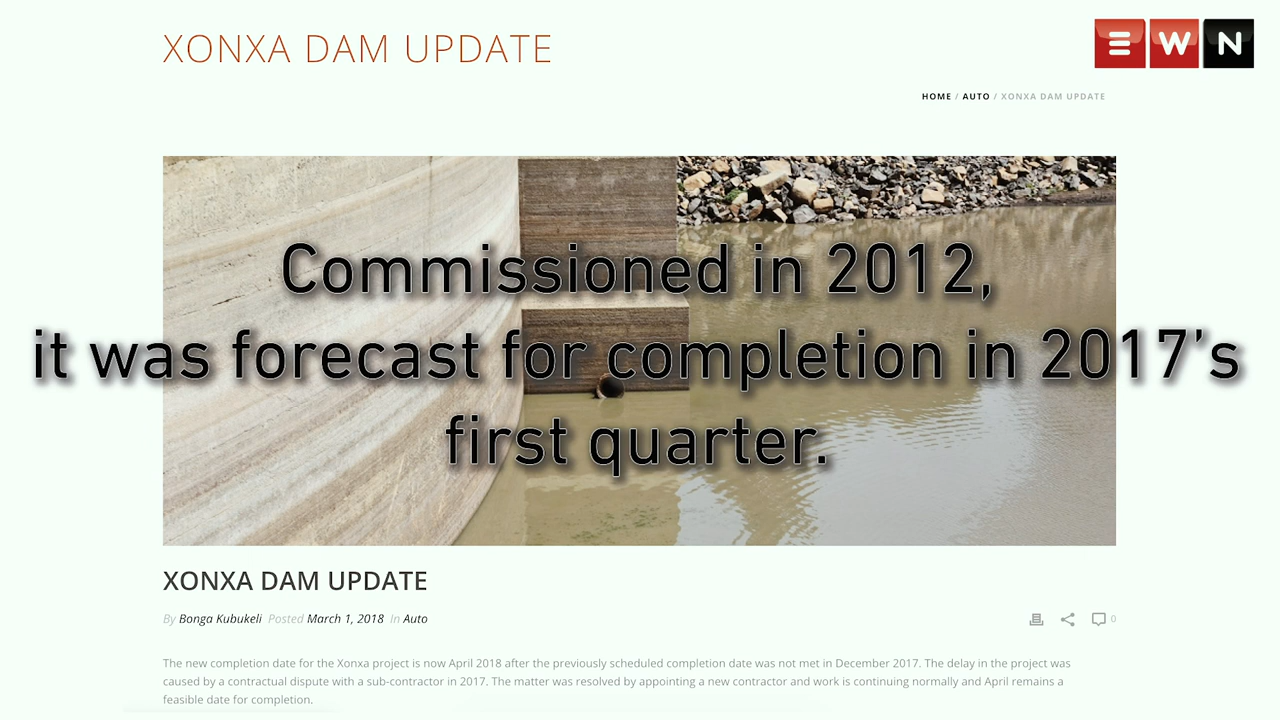 XONXA DAM UPDATE
EWN
HOME / AUTO / XONXA DAM UPDATE
Commissioned in 2012,
it was forecast for completion in 2017's
first quarter.
XONXA DAM UPDATE
By Bonga Kubukeli Posted March 1, 2018 In Auto
0
The new completion date for the Xonxa project is now April 2018 after the previously scheduled completion date was not met in December 2017. The delay in the project was
caused by a contractual dispute with a sub-contractor in 2017. The matter was resolved by appointing a new contractor and work is continuing normally and April remains a
feasible date for completion.